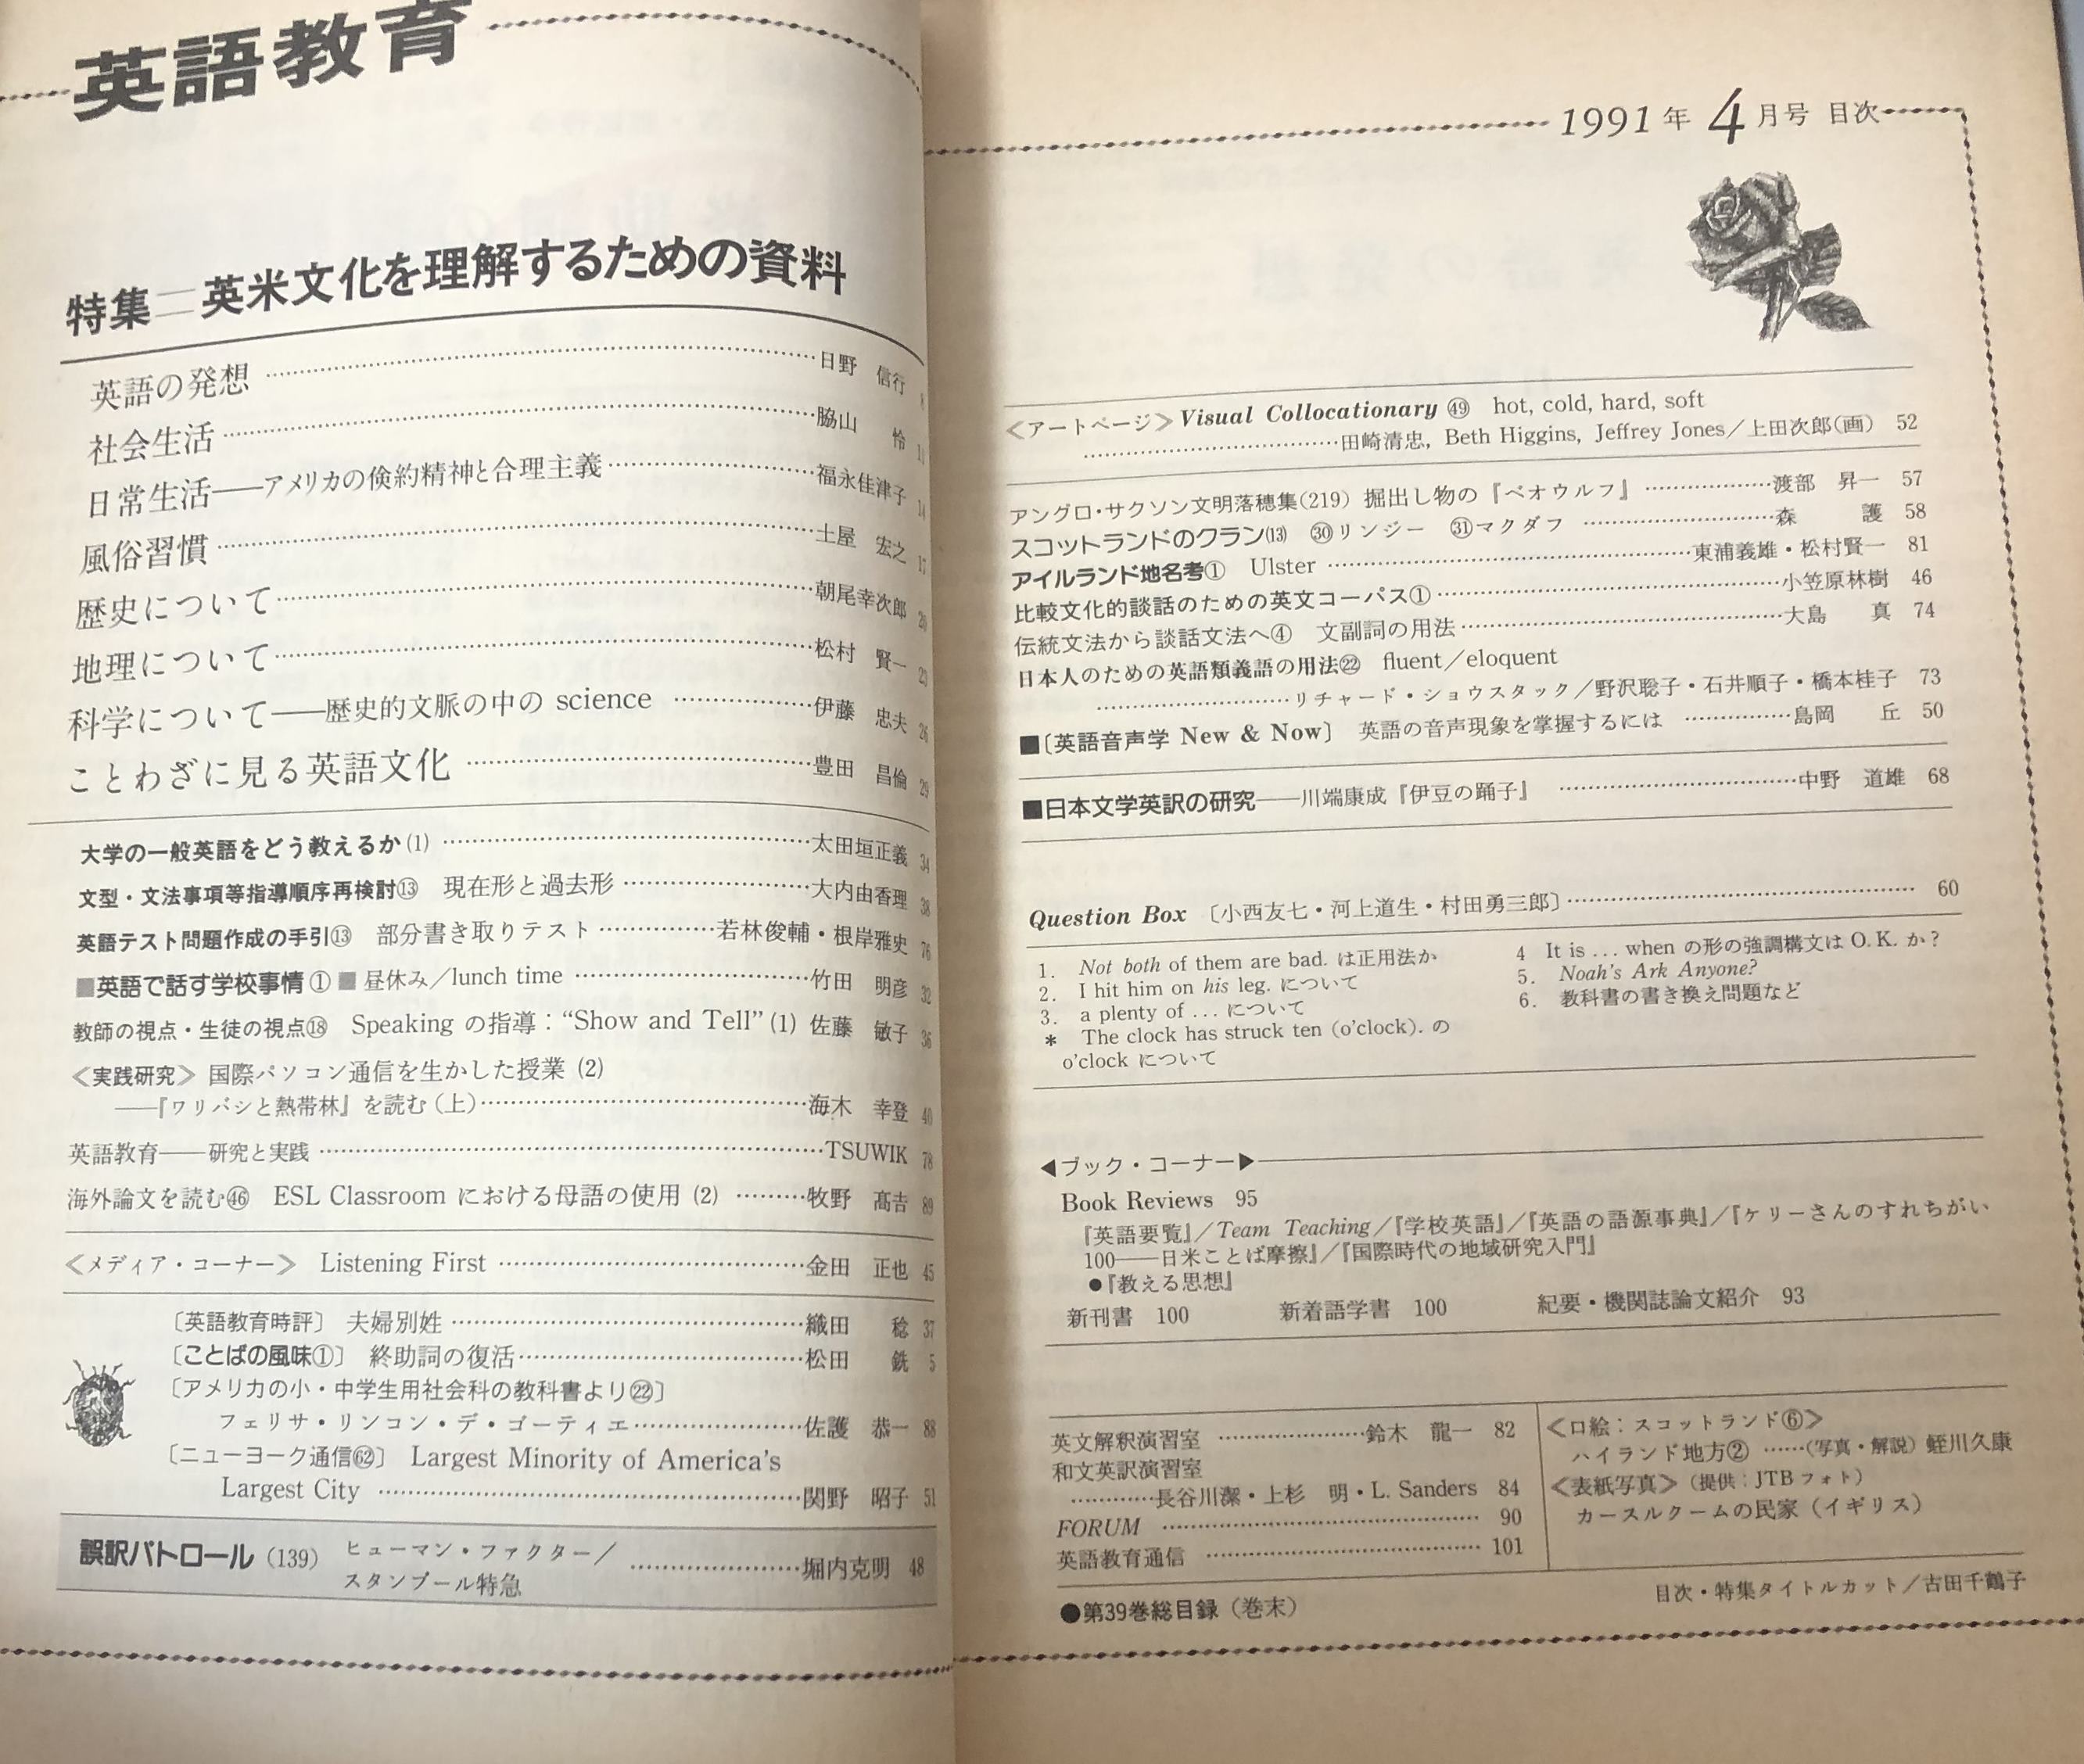 英語教育
特集＝英米文化を理解するための資料
英語の発想 ……日野　信行 8
社会生活 ……脇山　怜 11
日常生活——アメリカの倹約精神と合理主義 ……福永佳津子 14
風俗習慣 ……土屋　宏之 17
歴史について ……朝尾幸次郎 20
地理について ……松村　賢一 23
科学について——歴史的文脈の中の science ……伊藤　忠夫 26
ことわざに見る英語文化 ……豊田　昌倫 29
大学の一般英語をどう教えるか(1) ……太田垣正義 34
文型・文法事項等指導順序再検討⑬　現在形と過去形 ……大内由香理 38
英語テスト問題作成の手引⑬　部分書き取りテスト ……若林俊輔・根岸雅史 76
■英語で話す学校事情①■昼休み／lunch time ……竹田　明彦 32
教師の視点・生徒の視点⑱　Speaking の指導：“Show and Tell” (1) 佐藤　敏子 36
〈実践研究〉国際パソコン通信を生かした授業 (2)
——『ワリバシと熱帯林』を読む（上） ……海木　幸登 40
英語教育——研究と実践 ……TSUWIK 78
海外論文を読む㊻　ESL Classroom における母語の使用 (2) ……牧野　髙吉 89
〈メディア・コーナー〉　Listening First ……金田　正也 45
〔英語教育時評〕　夫婦別姓 ……織田　稔 37
〔ことばの風味①〕　終助詞の復活 ……松田　銑 5
〔アメリカの小・中学生用社会科の教科書より㉒〕
フェリサ・リンコン・デ・ゴーティエ ……佐護　恭一 88
〔ニューヨーク通信62〕　Largest Minority of America's
Largest City ……関野　昭子 51
誤訳パトロール (139)　ヒューマン・ファクター／
スタンブール特急 ……堀内克明 48
1991年 4月号 目次
〈アートページ〉Visual Collocationary ㊾　hot, cold, hard, soft
……田崎清忠, Beth Higgins, Jeffrey Jones／上田次郎(画) 52
アングロ・サクソン文明落穂集(219) 掘出し物の『ベオウルフ』 ……渡部　昇一 57
スコットランドのクラン⒀　㉚リンジー　㉛マクダフ ……森　護 58
アイルランド地名考①　Ulster ……東浦義雄・松村賢一 81
比較文化的談話のための英文コーパス① ……小笠原林樹 46
伝統文法から談話文法へ④　文副詞の用法 ……大島　真 74
日本人のための英語類義語の用法㉒　fluent／eloquent
……リチャード・ショウスタック／野沢聡子・石井順子・橋本桂子 73
■〔英語音声学 New & Now〕　英語の音声現象を掌握するには ……島岡　丘 50
■日本文学英訳の研究——川端康成『伊豆の踊子』 ……中野　道雄 68
Question Box 〔小西友七・河上道生・村田勇三郎〕 …… 60
1.　Not both of them are bad. は正用法か
2.　I hit him on his leg. について
3.　a plenty of ... について
＊　The clock has struck ten (o'clock). の
o'clock について
4　It is ... when の形の強調構文は O. K. か？
5.　Noah's Ark Anyone?
6.　教科書の書き換え問題など
◀ブック・コーナー▶
Book Reviews 95
『英語要覧』／Team Teaching／『学校英語』／『英語の語源事典』／『ケリーさんのすれちがい
100——日米ことば摩擦』／『国際時代の地域研究入門』
●『教える思想』
新刊書 100　新着語学書 100　紀要・機関誌論文紹介 93
英文解釈演習室 ……鈴木　龍一 82
和文英訳演習室
……長谷川潔・上杉　明・L. Sanders 84
FORUM …… 90
英語教育通信 …… 101
〈口絵：スコットランド⑥〉
ハイランド地方② ……(写真・解説) 蛭川久康
〈表紙写真〉（提供：JTBフォト）
カースルクームの民家（イギリス）
●第39巻総目録（巻末）
目次・特集タイトルカット／古田千鶴子